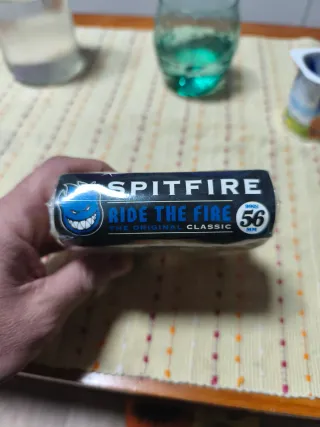 SPITFIRE
RIDE THE FIRE
THE ORIGINAL CLASSIC
56